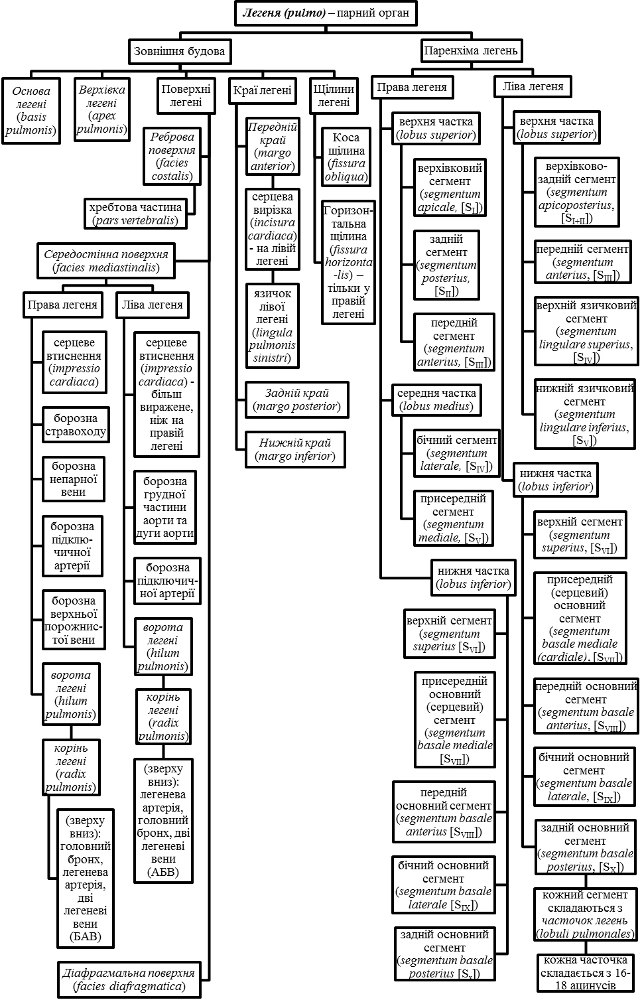 Легеня (pulmo) – парний орган
Зовнішня будова
Основа
легені
(basis
pulmonis)
Верхівка
легені
(apex
pulmonis)
Поверхні
легені
Реброва
поверхня
(facies
costalis)
хребтова частина
(pars vertebralis)
Середостінна поверхня
(facies mediastinalis)
Права легеня
серцеве
втиснення
(impressio
cardiaca)
борозна
стравоходу
борозна
непарної
вени
борозна
підклю-
чичної
артерії
борозна
верхньої
порожнис-
тої вени
ворота
легені
(hilum
pulmonis)
корінь
легені
(radix
pulmonis)
(зверху
вниз):
головний
бронх,
легенева
артерія,
дві
легеневі
вени
(БАВ)
Ліва легеня
серцеве
втиснення
(impressio
cardiaca) -
більш
виражене,
ніж на
правій
легені
борозна
грудної
частини
аорти та
дуги аорти
борозна
підключич-
ної артерії
ворота
легені
(hilum
pulmonis)
корінь
легені
(radix
pulmonis)
(зверху
вниз):
легенева
артерія,
головний
бронх, дві
легеневі
вени
(АБВ)
Діафрагмальна поверхня
(facies diafragmatica)
Краї легені
Передній
край
(margo
anterior)
серцева
вирізка
(incisura
cardiaca)
- на лівій
легені
язичок
лівої
легені
(lingula
pulmonis
sinistri)
Задній край
(margo posterior)
Нижній край
(margo inferior)
Щілини
легені
Коса
щілина
(fissura
obliqua)
Горизон-
тальна
щілина
(fissura
horizonta
-lis) –
тільки у
правій
легені
Паренхіма легень
Права легеня
верхня частка
(lobus superior)
верхівковий
сегмент
(segmentum
apicale, [SI])
задній
сегмент
(segmentum
posterius,
[SII])
передній
сегмент
(segmentum
anterius, [SIII])
середня частка
(lobus medius)
бічний сегмент
(segmentum
laterale, [SIV])
присередній
сегмент
(segmentum
mediale, [SV])
нижня частка
(lobus inferior)
верхній сегмент
(segmentum
superius [SVI])
присередній
основний
(серцевий)
сегмент
(segmentum
basale mediale
[SVII])
передній
основний сегмент
(segmentum basale
anterius [SVIII])
бічний основний
сегмент
(segmentum basale
laterale [SIX])
задній основний
сегмент
(segmentum basale
posterius [Sx])
Ліва легеня
верхня частка
(lobus superior)
верхівково-
задній сегмент
(segmentum
apicoposterius,
[SI+II])
передній сегмент
(segmentum
anterius, [SIII])
верхній язичковий
сегмент
(segmentum
lingulare superius,
[SIV])
нижній язичковий
сегмент
(segmentum
lingulare inferius,
[SV])
нижня частка
(lobus inferior)
верхній сегмент
(segmentum
superius, [SVI])
присередній
(серцевий)
основний
сегмент
(segmentum
basale mediale
(cardiale), [SVII])
передній основний
сегмент
(segmentum basale
anterius, [SVIII])
бічний основний
сегмент
(segmentum basale
laterale, [SIX])
задній основний
сегмент
(segmentum basale
posterius, [SX])
кожний сегмент
складаються з
часточок легень
(lobuli pulmonales)
кожна часточка
складається з 16-
18 ацинусів